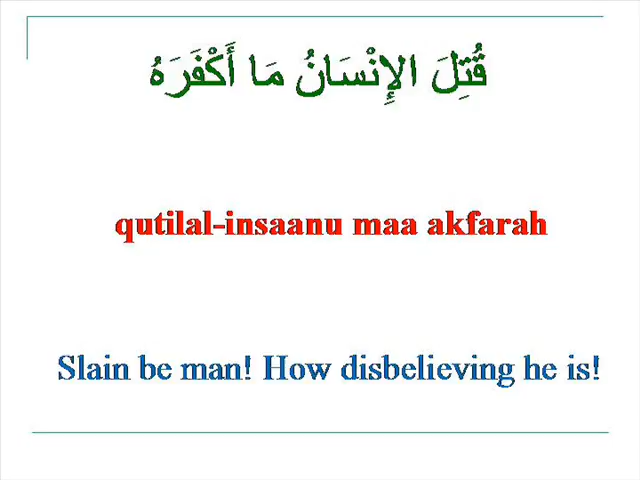 قُتِلَ الإِنْسَانُ مَا أَكْفَرَهُ
qutilal-insaanu maa akfarah
Slain be man! How disbelieving he is!